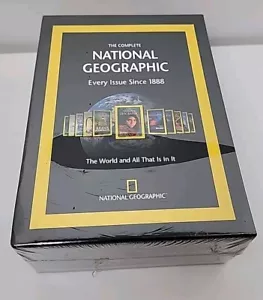 THE COMPLETE
NATIONAL
GEOGRAPHIC
Every Issue Since 1888
The World and All That Is In It
NATIONAL GEOGRAPHIC